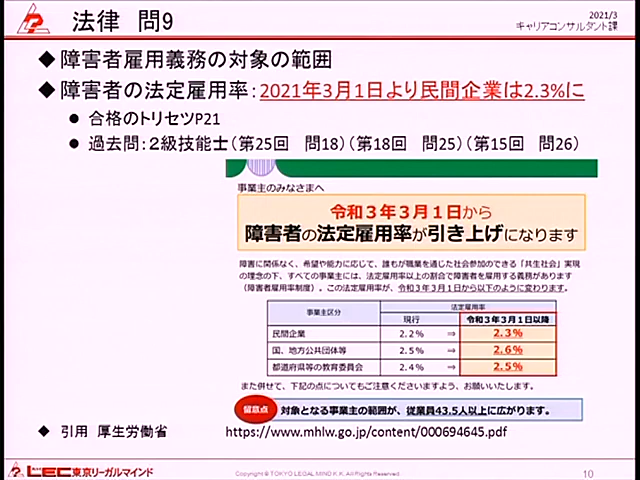 法律 問9
2021/3
キャリアコンサルタント課
◆障害者雇用義務の対象の範囲
◆障害者の法定雇用率：2021年3月1日より民間企業は2.3%に
● 合格のトリセツP21
● 過去問：２級技能士（第25回 問18）（第18回 問25）（第15回 問26）
事業主のみなさまへ
令和３年３月１日から
障害者の法定雇用率が引き上げになります
障害に関係なく、希望や能力に応じて、誰もが職業を通じた社会参加のできる「共生社会」実現
の理念の下、すべての事業主には、法定雇用率以上の割合で障害者を雇用する義務があります
（障害者雇用率制度）。この法定雇用率が、令和３年３月１日から以下のように変わります。
事業主区分 法定雇用率
現行 令和３年３月１日以降
民間企業 2.2% ⇒ 2.3%
国、地方公共団体等 2.5% ⇒ 2.6%
都道府県等の教育委員会 2.4% ⇒ 2.5%
また併せて、下記の点についてもご注意くださいますよう、お願いいたします。
留意点 対象となる事業主の範囲が、従業員43.5人以上に広がります。
◆ 引用 厚生労働省 https://www.mhlw.go.jp/content/000694645.pdf
LEC東京リーガルマインド
Copyright © TOKYO LEGAL MIND K.K. All Rights Reserved.
10